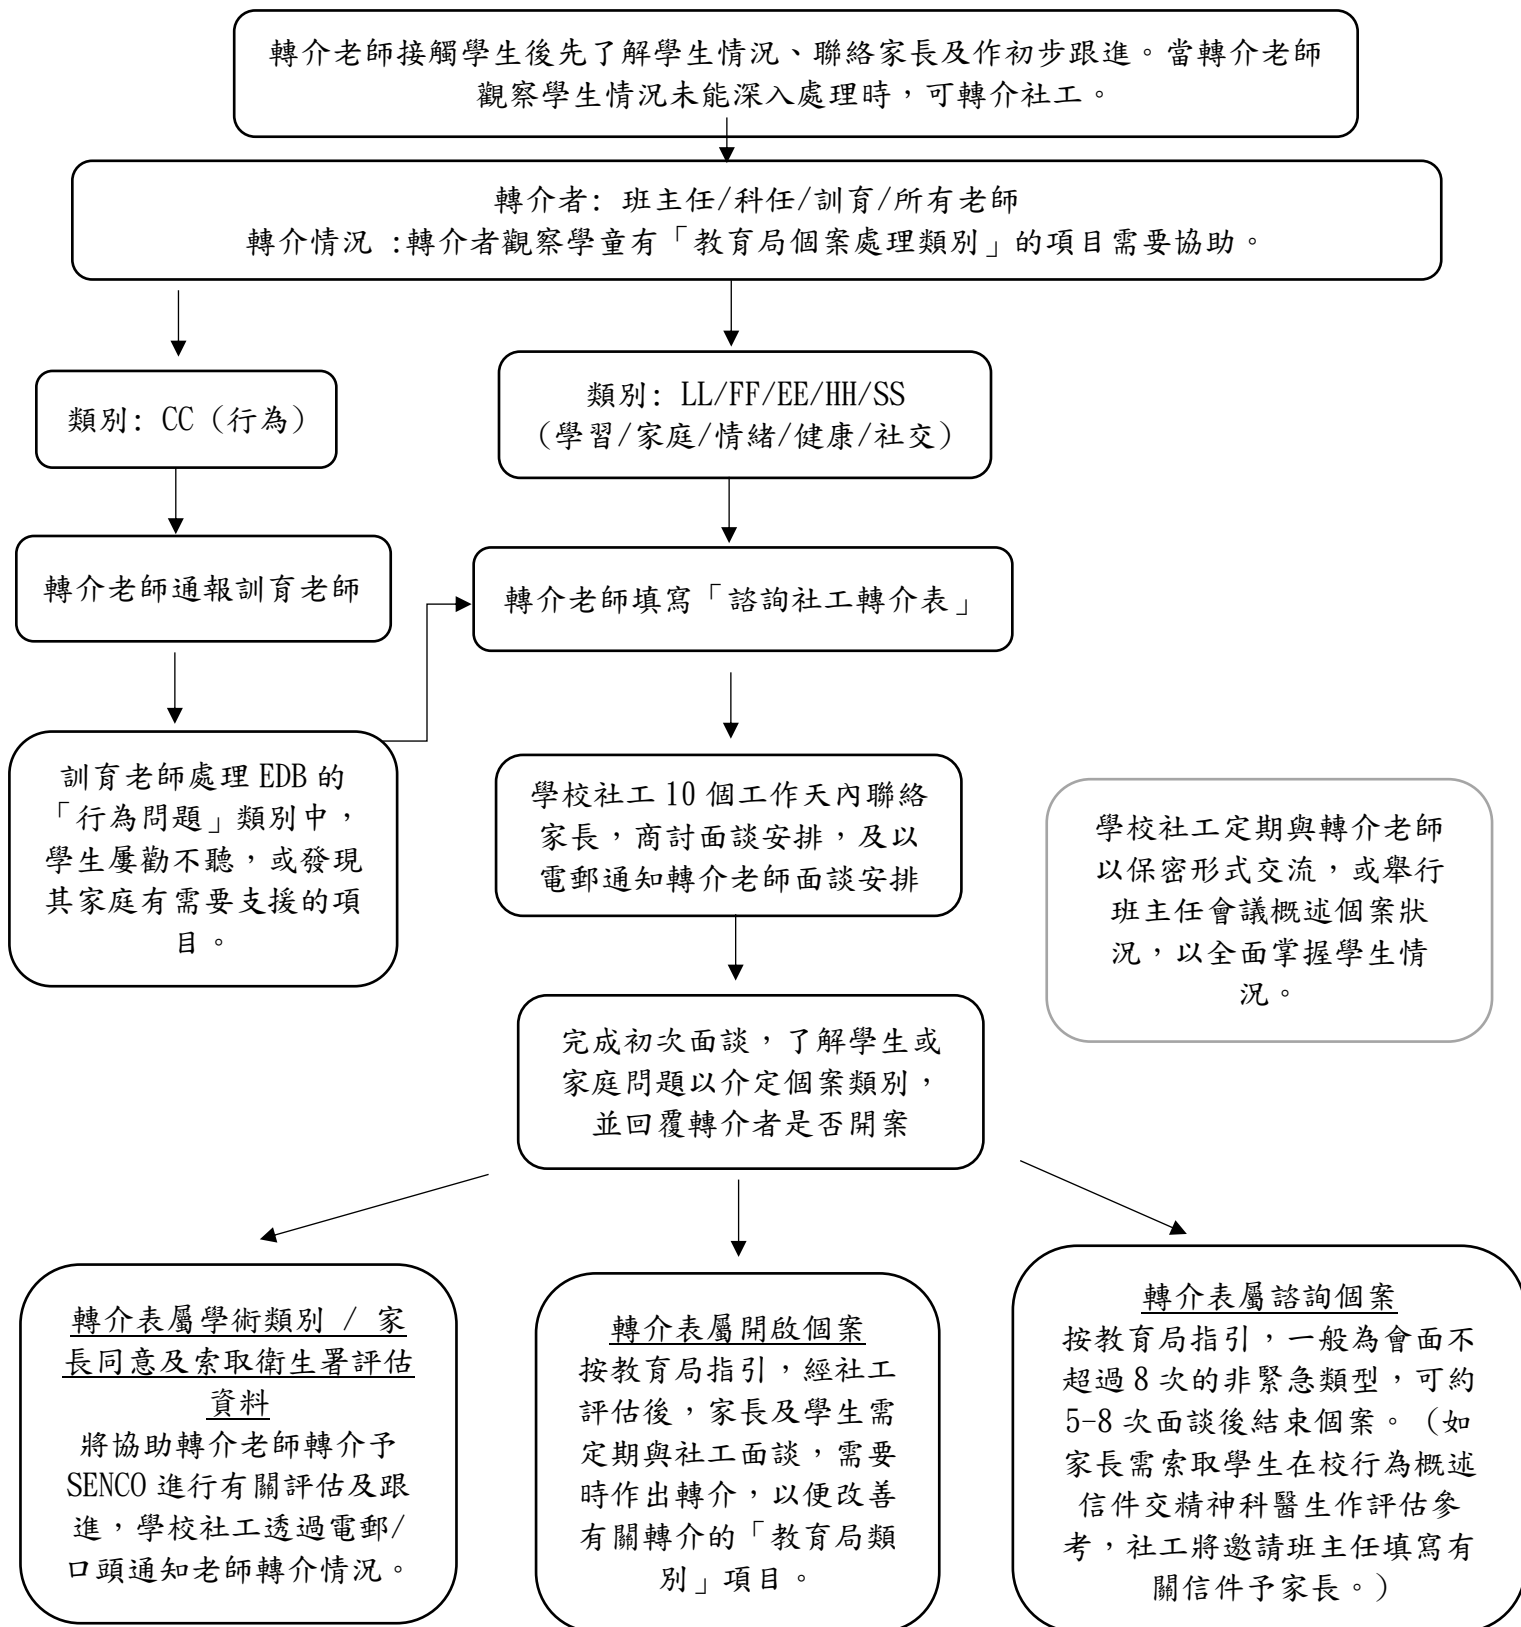 轉介老師接觸學生後先了解學生情況、聯絡家長及作初步跟進。當轉介老師
觀察學生情況未能深入處理時，可轉介社工。
轉介者: 班主任/科任/訓育/所有老師
轉介情況 :轉介者觀察學童有「教育局個案處理類別」的項目需要協助。
類別: CC (行為)
類別: LL/FF/EE/HH/SS
(學習/家庭/情緒/健康/社交)
轉介老師通報訓育老師
轉介老師填寫「諮詢社工轉介表」
訓育老師處理 EDB 的
「行為問題」類別中，
學生屢勸不聽，或發現
其家庭有需要支援的項
目。
學校社工 10 個工作天內聯絡
家長，商討面談安排，及以
電郵通知轉介老師面談安排
學校社工定期與轉介老師
以保密形式交流，或舉行
班主任會議概述個案狀
況，以全面掌握學生情
況。
完成初次面談，了解學生或
家庭問題以介定個案類別，
並回覆轉介者是否開案
轉介表屬學術類別 / 家
長同意及索取衛生署評估
資料
將協助轉介老師轉介予
SENCO 進行有關評估及跟
進，學校社工透過電郵/
口頭通知老師轉介情況。
轉介表屬開啟個案
按教育局指引，經社工
評估後，家長及學生需
定期與社工面談，需要
時作出轉介，以便改善
有關轉介的「教育局類
別」項目。
轉介表屬諮詢個案
按教育局指引，一般為會面不
超過 8 次的非緊急類型，可約
5-8 次面談後結束個案。(如
家長需索取學生在校行為概述
信件交精神科醫生作評估參
考，社工將邀請班主任填寫有
關信件予家長。)